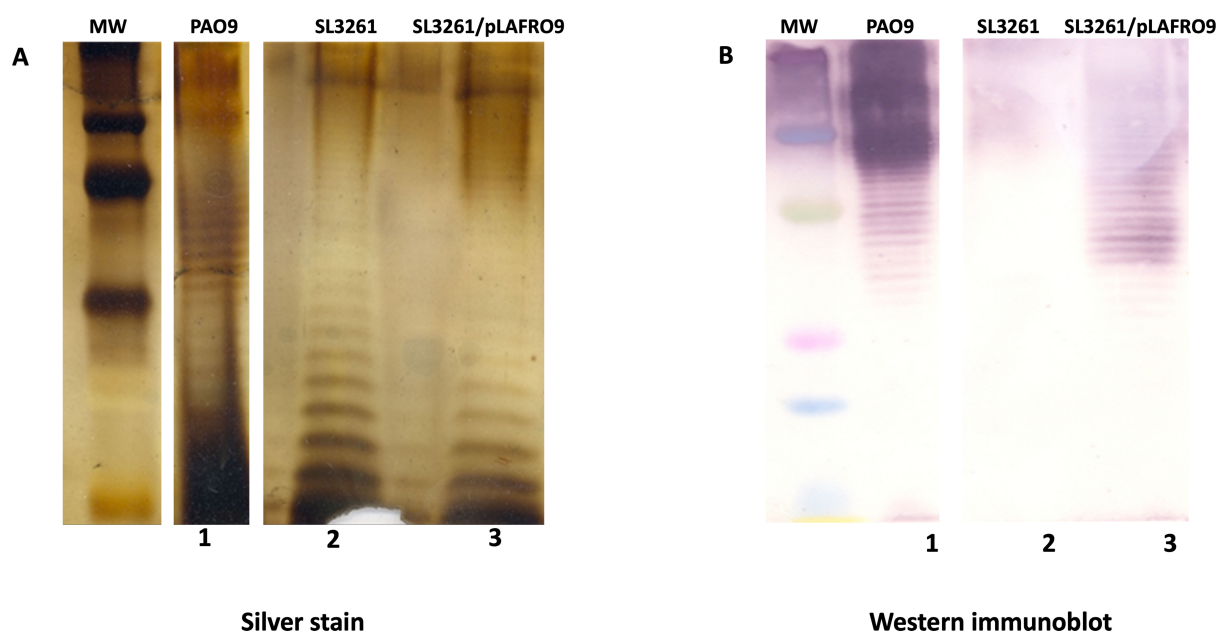 A
MW PAO9 SL3261 SL3261/pLAFRO9
1 2 3
Silver stain
B
MW PAO9 SL3261 SL3261/pLAFRO9
1 2 3
Western immunoblot